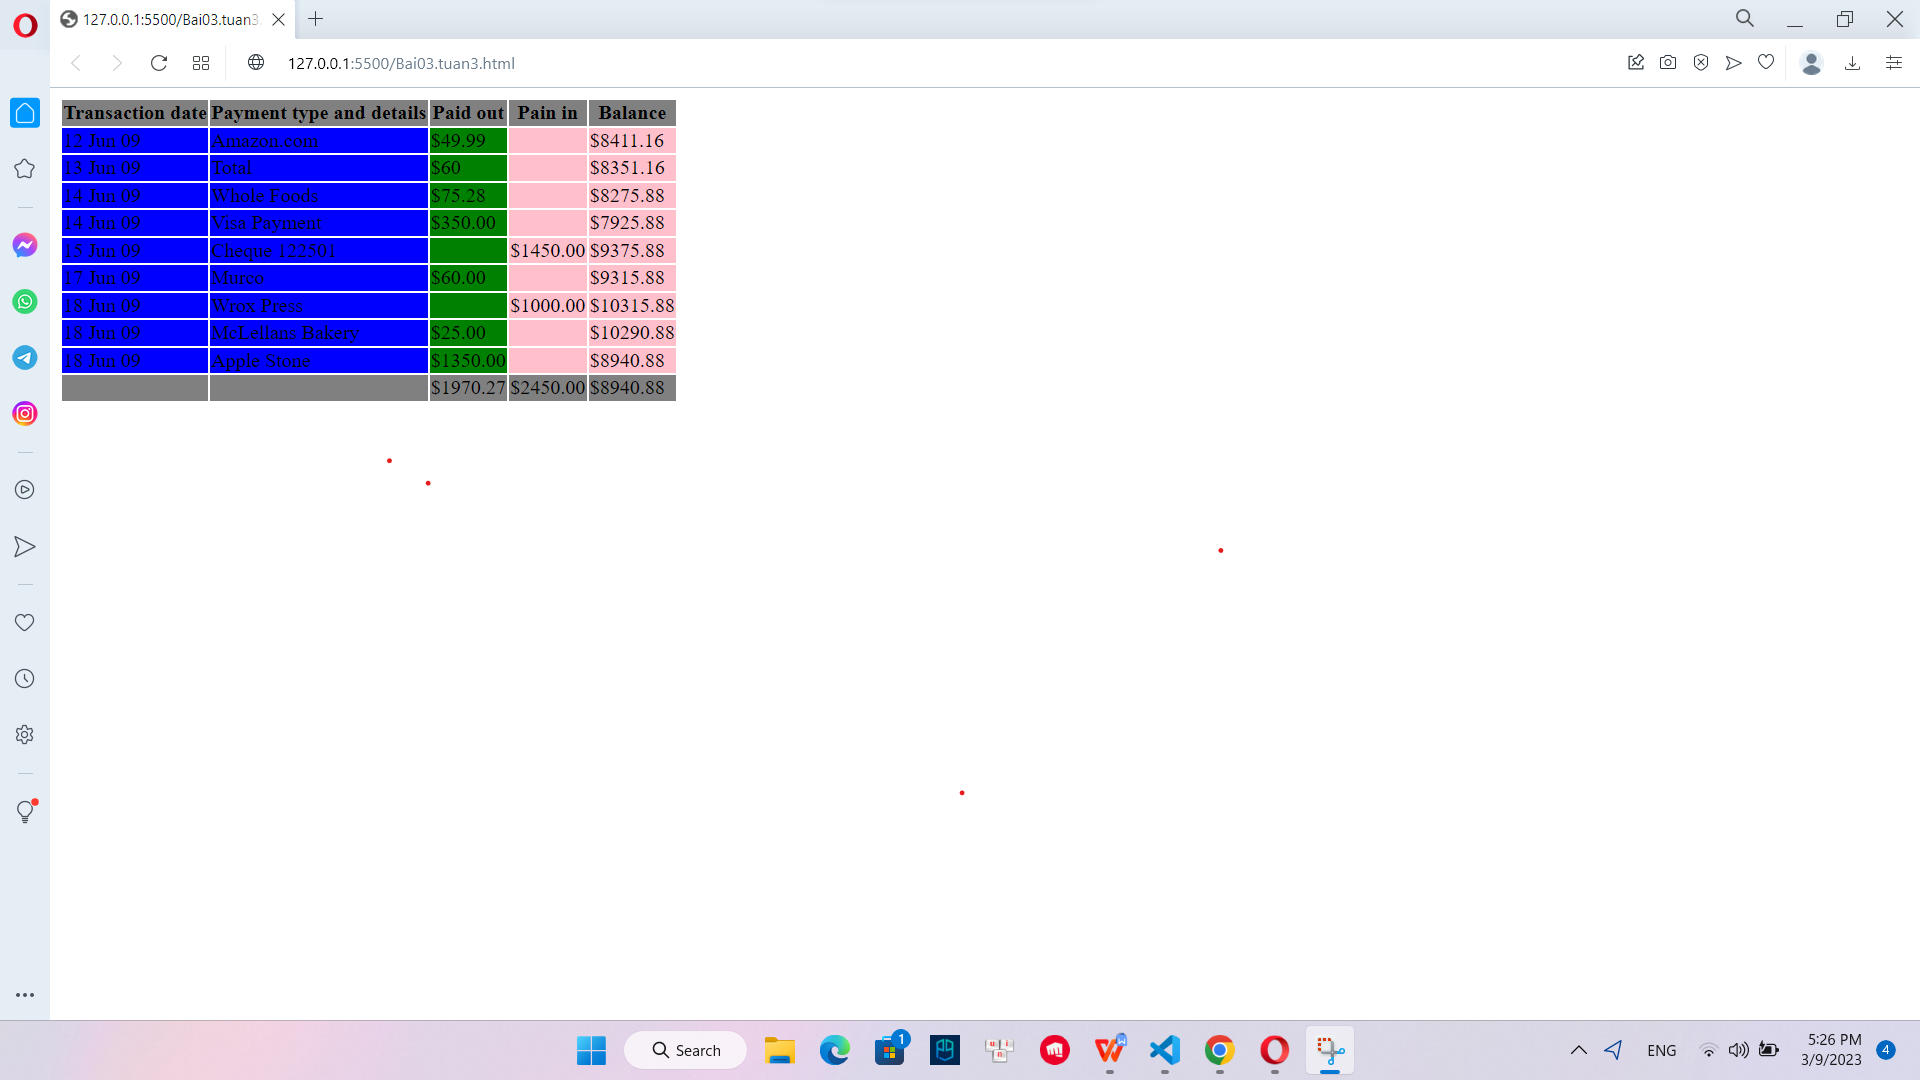 127.0.0.1:5500/Bai03.tuan3.
127.0.0.1:5500/Bai03.tuan3.html
Transaction date Payment type and details Paid out Pain in Balance
12 Jun 09 Amazon.com $49.99 $8411.16
13 Jun 09 Total $60 $8351.16
14 Jun 09 Whole Foods $75.28 $8275.88
14 Jun 09 Visa Payment $350.00 $7925.88
15 Jun 09 Cheque 122501 $1450.00 $9375.88
17 Jun 09 Murco $60.00 $9315.88
18 Jun 09 Wrox Press $1000.00 $10315.88
18 Jun 09 McLellans Bakery $25.00 $10290.88
18 Jun 09 Apple Stone $1350.00 $8940.88
$1970.27 $2450.00 $8940.88
Search
1
ENG
5:26 PM
3/9/2023
4